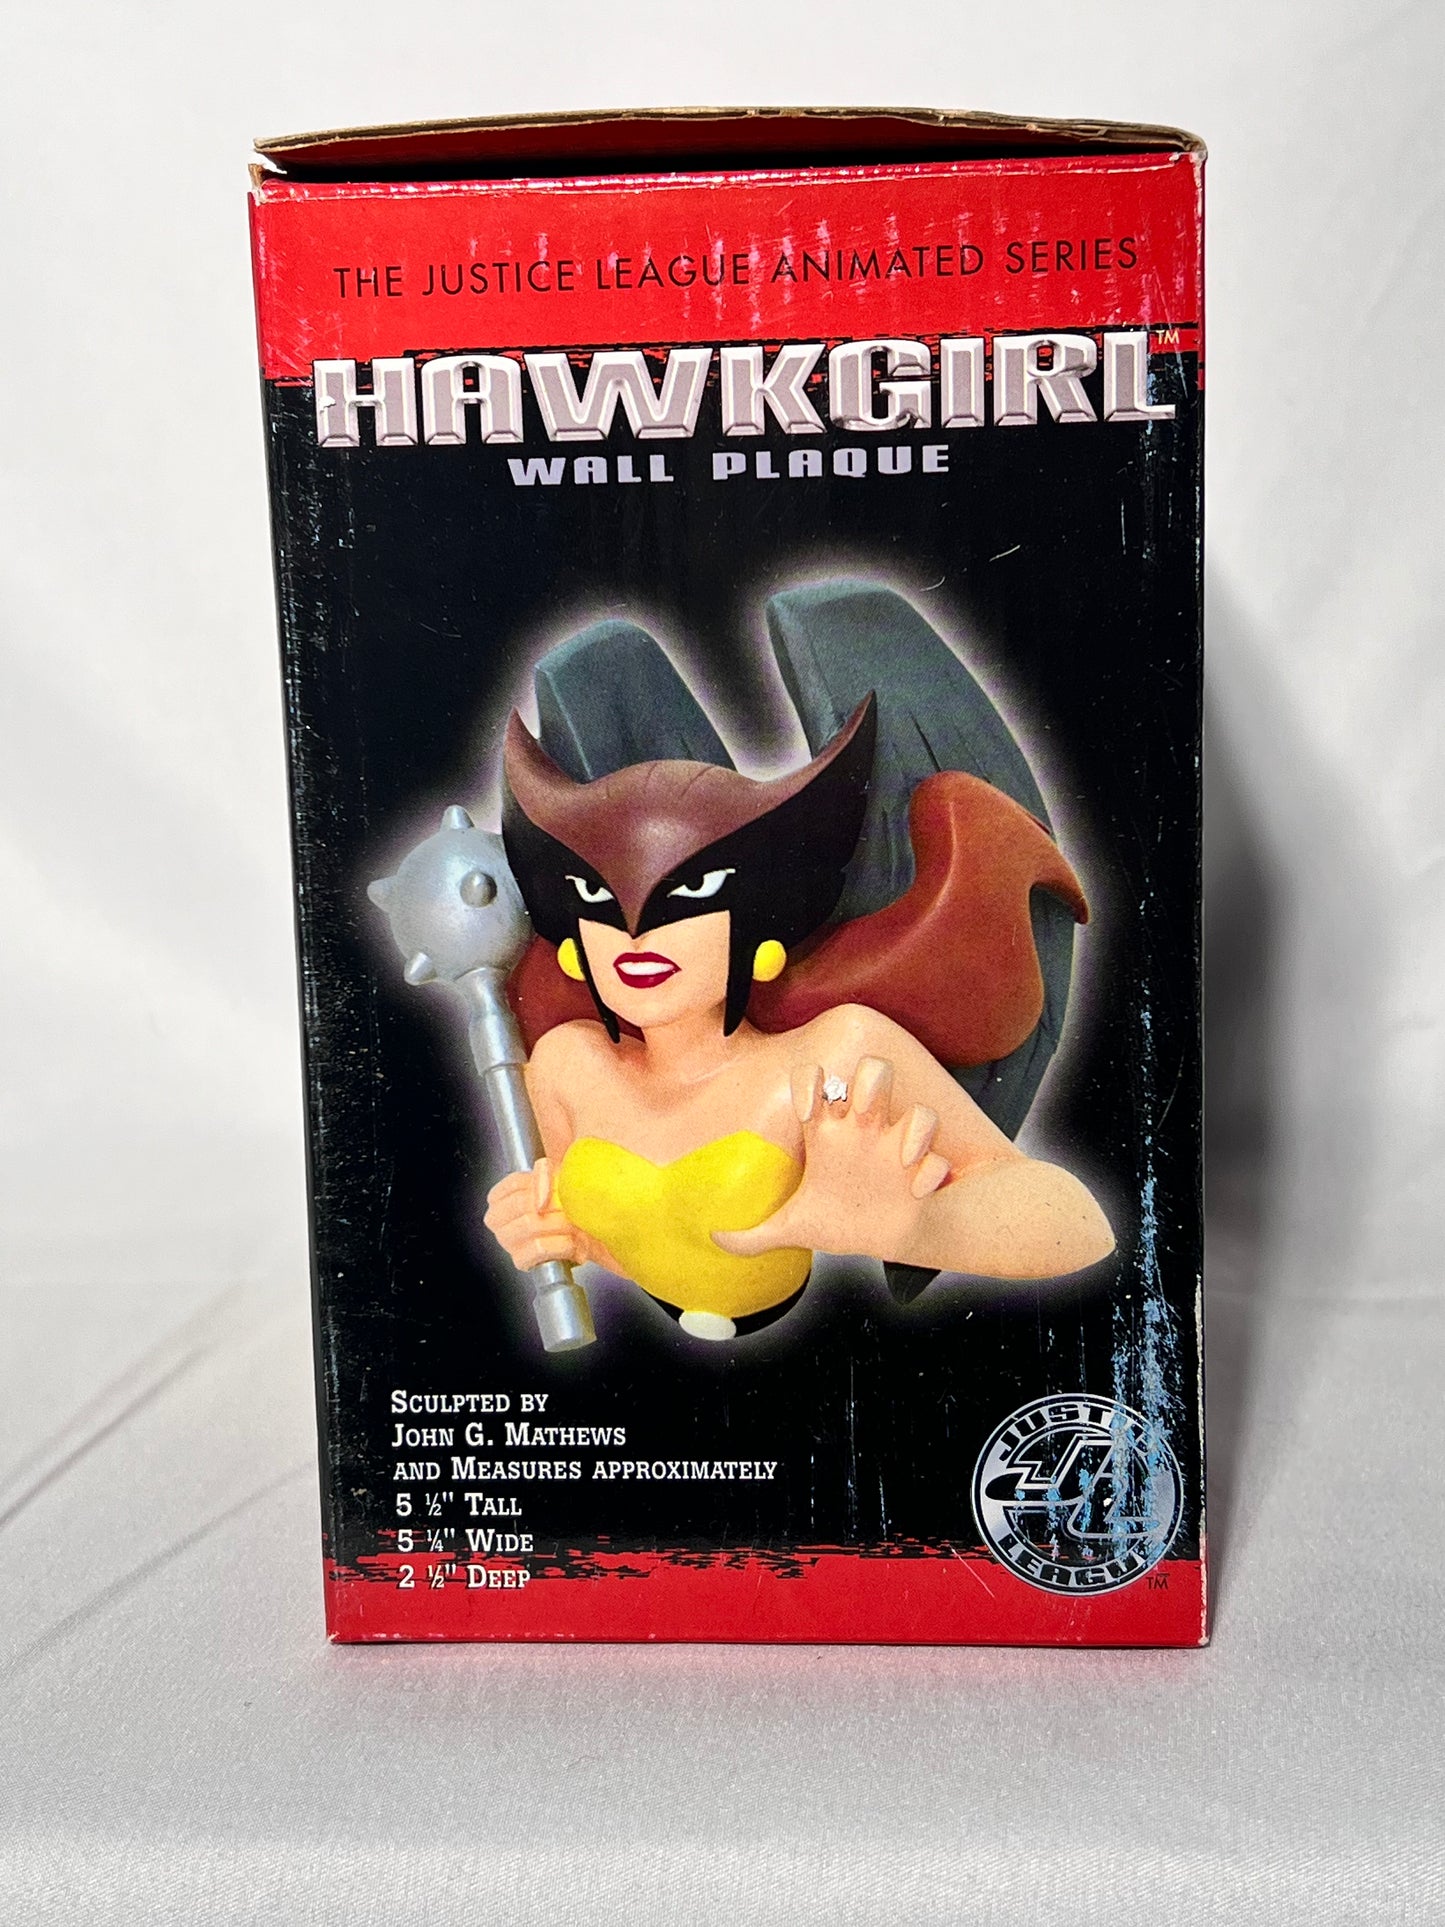 THE JUSTICE LEAGUE ANIMATED SERIES
HAWKGIRL™
WALL PLAQUE
SCULPTED BY
JOHN G. MATHEWS
AND MEASURES APPROXIMATELY
5 ½" TALL
5 ¼" WIDE
2 ½" DEEP
JUSTICE
JL
LEAGUE
™